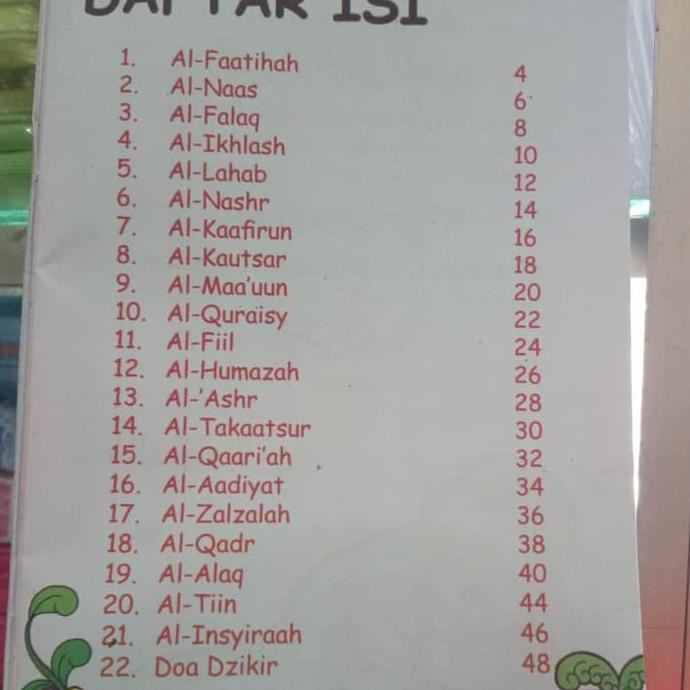 DAFTAR ISI
1. Al-Faatihah 4
2. Al-Naas 6
3. Al-Falaq 8
4. Al-Ikhlash 10
5. Al-Lahab 12
6. Al-Nashr 14
7. Al-Kaafirun 16
8. Al-Kautsar 18
9. Al-Maa'uun 20
10. Al-Quraisy 22
11. Al-Fiil 24
12. Al-Humazah 26
13. Al-'Ashr 28
14. Al-Takaatsur 30
15. Al-Qaari'ah 32
16. Al-Aadiyat 34
17. Al-Zalzalah 36
18. Al-Qadr 38
19. Al-Alaq 40
20. Al-Tiin 44
21. Al-Insyiraah 46
22. Doa Dzikir 48